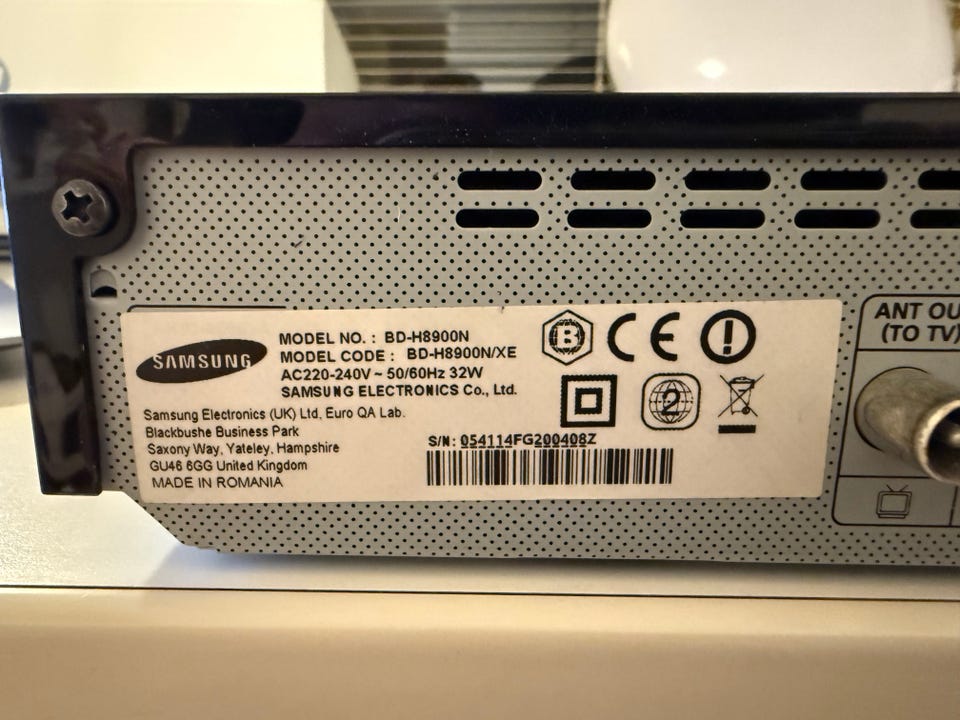 SAMSUNG
MODEL NO. : BD-H8900N
MODEL CODE : BD-H8900N/XE
AC220-240V ~ 50/60Hz 32W
SAMSUNG ELECTRONICS Co., Ltd.
Samsung Electronics (UK) Ltd, Euro QA Lab.
Blackbushe Business Park
Saxony Way, Yateley, Hampshire
GU46 6GG United Kingdom
MADE IN ROMANIA
B CE
2
S/N: 054114FG200408Z
ANT OU
(TO TV)